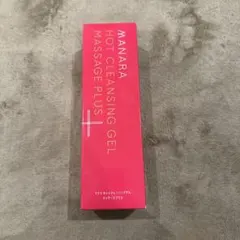 MANARA
HOT CLEANSING GEL
MASSAGE PLUS
+